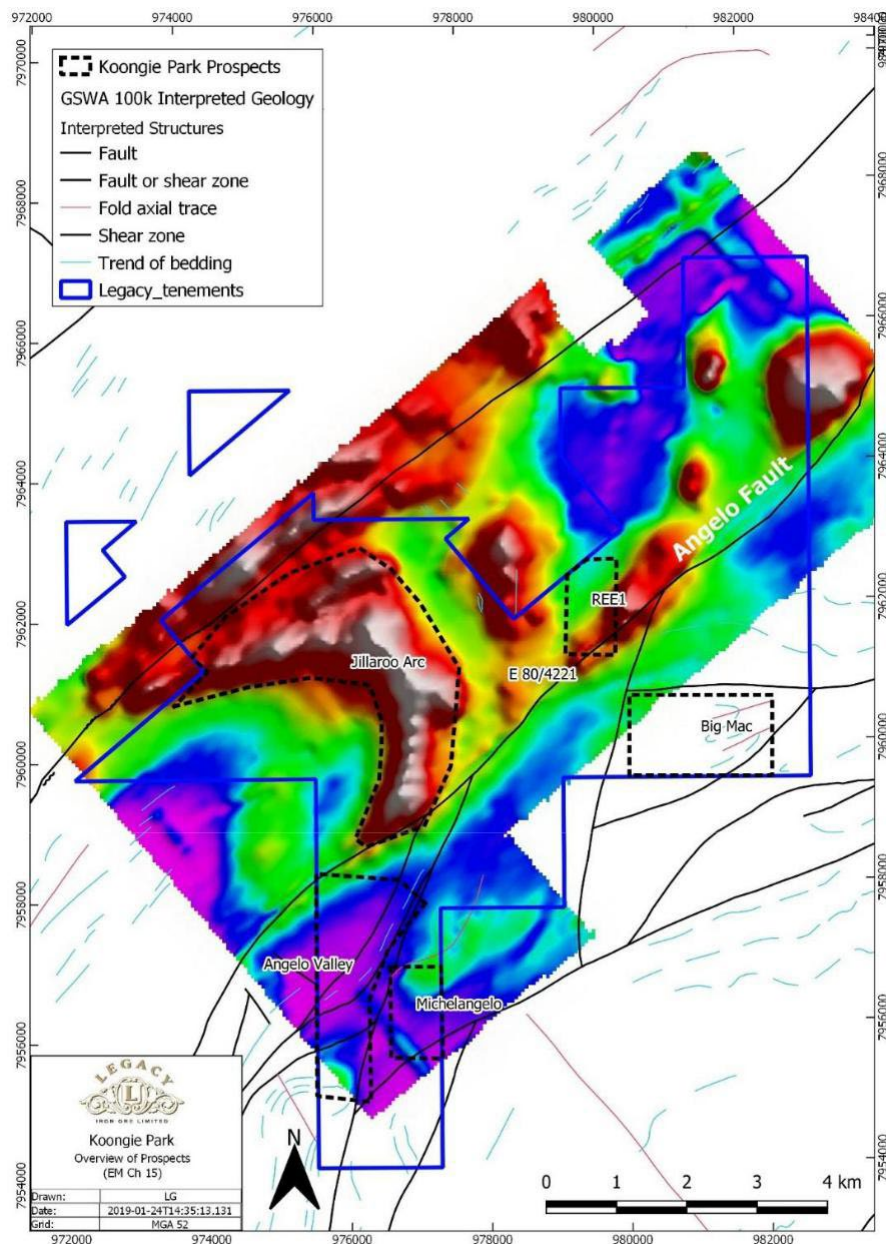 972000 974000 976000 978000 980000 982000
7970000
7968000
7966000
7964000
7962000
7960000
7958000
7956000
7954000
Koongie Park Prospects
GSWA 100k Interpreted Geology
Interpreted Structures
Fault
Fault or shear zone
Fold axial trace
Shear zone
Trend of bedding
Legacy_tenements
Angelo Fault
REE1
Jillaroo Arc
E 80/4221
Big Mac
Angelo Valley
Michelangelo
LEGACY
L
IRON ORE LIMITED
Koongie Park
Overview of Prospects
(EM Ch 15)
Drawn: LG
Date: 2019-01-24T14:35:13.131
Grid: MGA 52
N
0 1 2 3 4 km
7968000
7966000
7964000
7962000
7960000
7958000
7956000
7954000
972000 974000 976000 978000 980000 982000